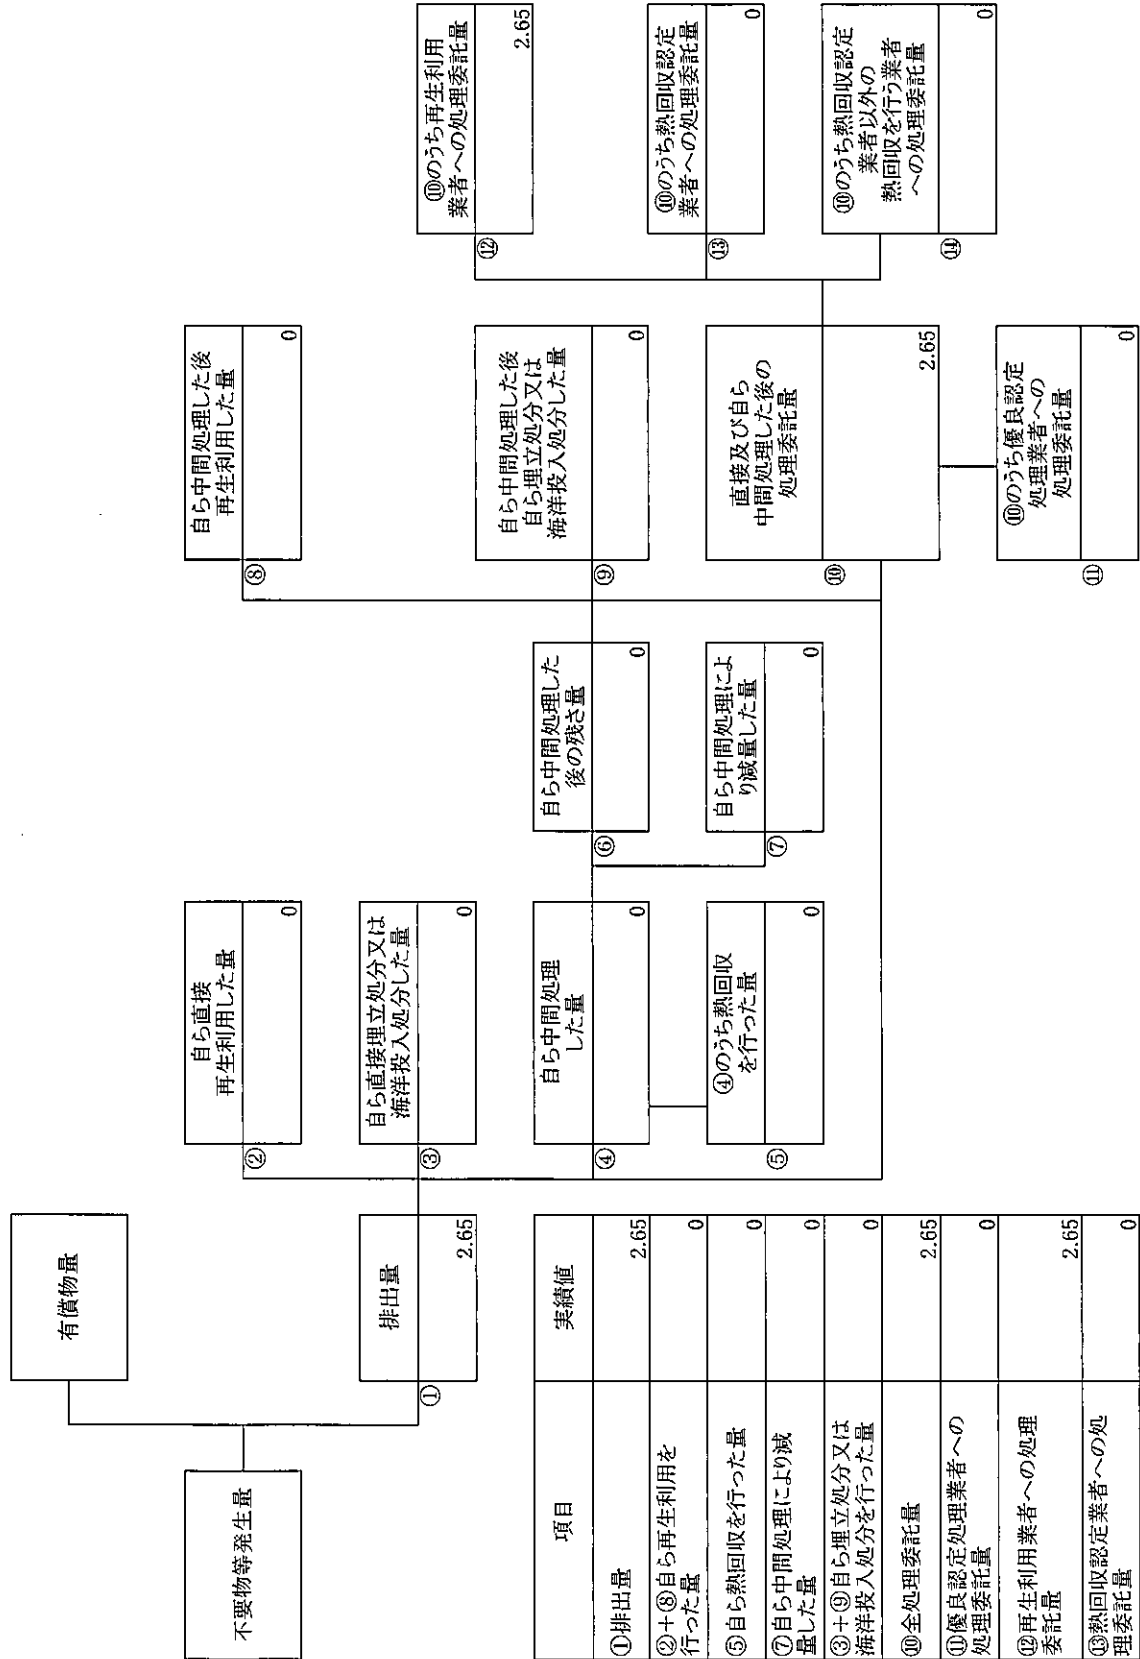 不要物等発生量
有償物量
排出量
①
2.65
自ら直接
再生利用した量
②
0
自ら直接埋立処分又は
海洋投入処分した量
③
0
自ら中間処理
した量
④
0
④のうち熱回収
を行った量
⑤
0
自ら中間処理した
後の残さ量
⑥
0
自ら中間処理によ
り減量した量
⑦
0
自ら中間処理した後
再生利用した量
⑧
0
自ら中間処理した後
自ら埋立処分又は
海洋投入処分した量
⑨
0
直接及び自ら
中間処理した後の
処理委託量
⑩
2.65
⑩のうち優良認定
処理業者への
処理委託量
⑪
0
⑩のうち再生利用
業者への処理委託量
⑫
2.65
⑩のうち熱回収認定
業者への処理委託量
⑬
0
⑩のうち熱回収認定
業者以外の
熱回収を行う業者
への処理委託量
⑭
0
項目 実績値
①排出量 2.65
②+⑧自ら再生利用を
行った量 0
⑤自ら熱回収を行った量 0
⑦自ら中間処理により減
量した量 0
③+⑨自ら埋立処分又は
海洋投入処分を行った量 0
⑩全処理委託量 2.65
⑪優良認定処理業者への
処理委託量 0
⑫再生利用業者への処理
委託量 2.65
⑬熱回収認定業者への処
理委託量 0